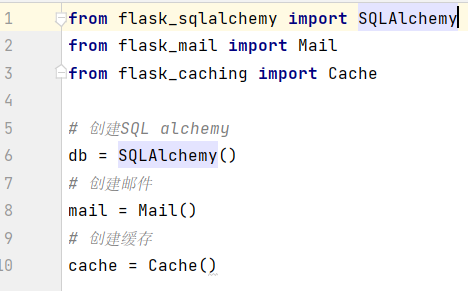 1 from flask_sqlalchemy import SQLAlchemy
2 from flask_mail import Mail
3 from flask_caching import Cache
4
5 # 创建SQL alchemy
6 db = SQLAlchemy()
7 # 创建邮件
8 mail = Mail()
9 # 创建缓存
10 cache = Cache()